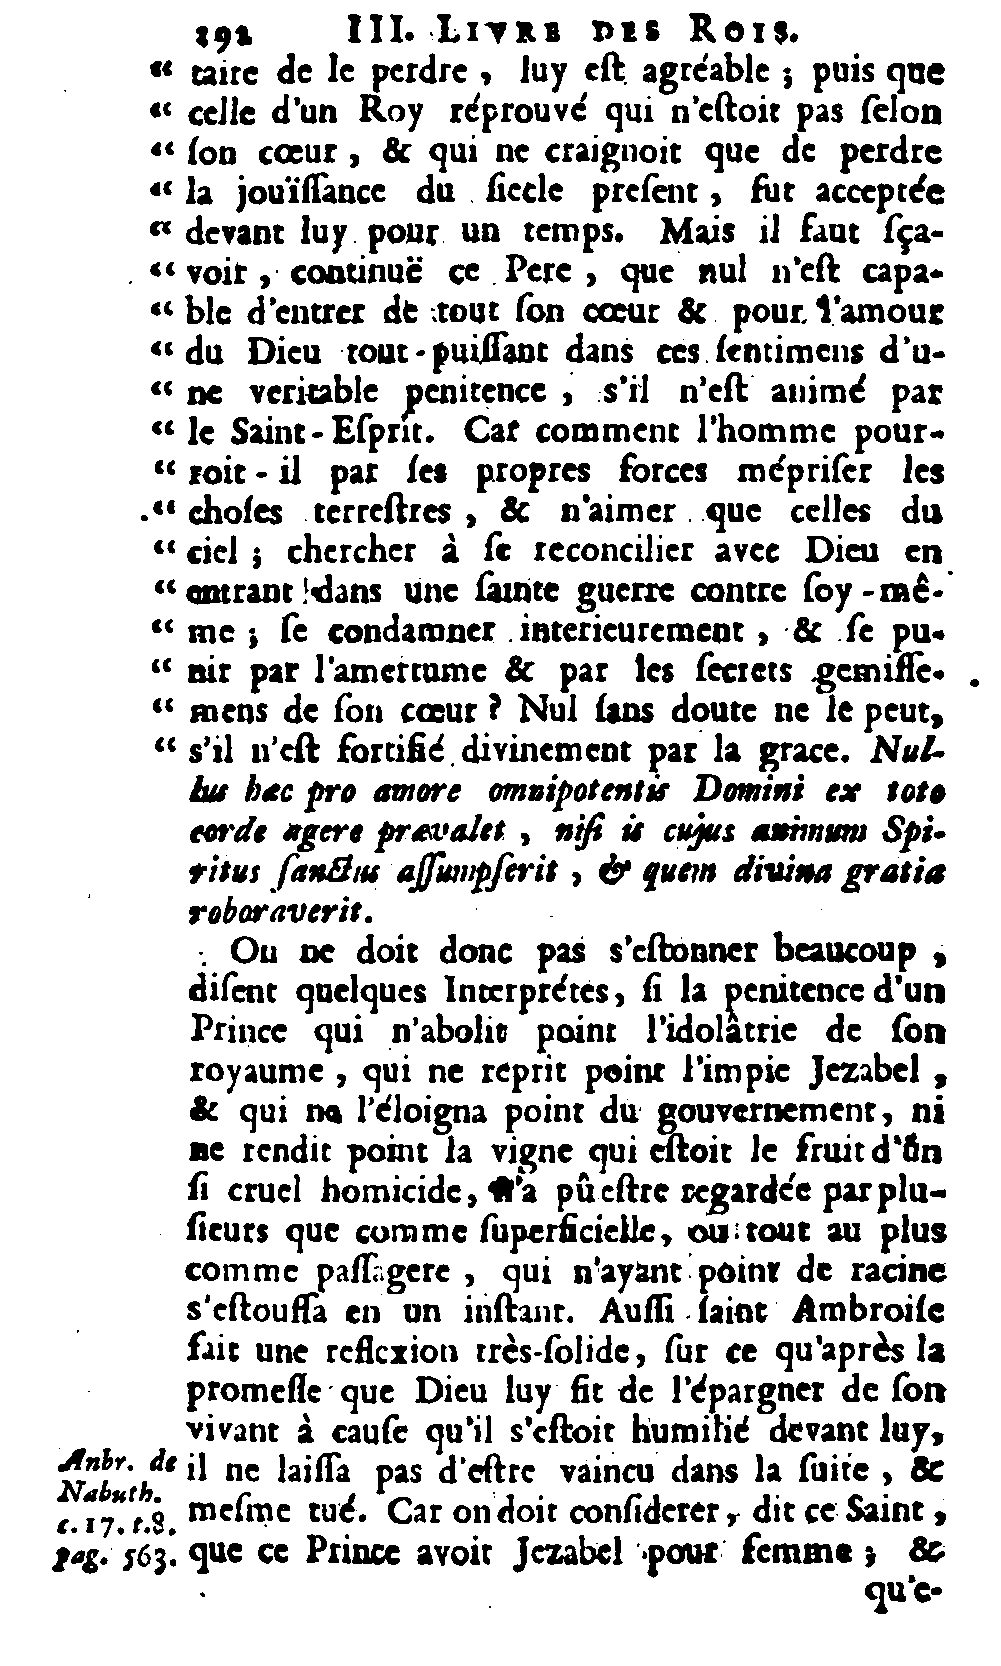 292 III. LIVRE DES ROIS.
“ taire de le perdre, luy eſt agréable ; puis que
“ celle d'un Roy réprouvé qui n'eſtoit pas ſelon
“ ſon cœur, & qui ne craignoit que de perdre
“ la jouïſſance du ſiecle preſent, fut acceptée
“ devant luy pour un temps. Mais il faut ſça-
“ voir, continuë ce Pere, que nul n'eſt capa-
“ ble d'entrer de tout ſon cœur & pour l'amour
“ du Dieu tout-puiſſant dans ces ſentimens d'u-
“ ne veritable penitence, s'il n'eſt animé par
“ le Saint-Eſprit. Car comment l'homme pour-
“ roit-il par ſes propres forces mépriſer les
“ choſes terreſtres, & n'aimer que celles du
“ ciel ; chercher à ſe reconcilier avec Dieu en
“ entrant dans une ſainte guerre contre ſoy-mê-
“ me ; ſe condamner interieurement, & ſe pu-
“ nir par l'amertume & par les ſecrets gemiſſe-
“ mens de ſon cœur ? Nul ſans doute ne le peut,
“ s'il n'eſt fortifié divinement par la grace. Nul-
lus hæc pro amore omnipotentis Domini ex toto
corde agere prævalet, niſi is cujus animum Spi-
ritus ſanctus aſſumpſerit, & quem divina gratia
roboraverit.
On ne doit donc pas s'eſtonner beaucoup,
diſent quelques Interprétes, ſi la penitence d'un
Prince qui n'abolit point l'idolâtrie de ſon
royaume, qui ne reprit point l'impie Jezabel,
& qui ne l'éloigna point du gouvernement, ni
ne rendit point la vigne qui eſtoit le fruit d'un
ſi cruel homicide, n'a pû eſtre regardée par plu-
ſieurs que comme ſuperficielle, ou tout au plus
comme paſſagere, qui n'ayant point de racine
s'eſtouffa en un inſtant. Auſſi ſaint Ambroiſe
fait une reflexion très-ſolide, ſur ce qu'après la
promeſſe que Dieu luy fit de l'épargner de ſon
vivant à cauſe qu'il s'eſtoit humilié devant luy,
Anbr. de il ne laiſſa pas d'eſtre vaincu dans la ſuite, &
Nabuth.
c. 17. t. 8. meſme tué. Car on doit conſiderer, dit ce Saint,
pag. 563. que ce Prince avoit Jezabel pour femme ; &
qu'e-